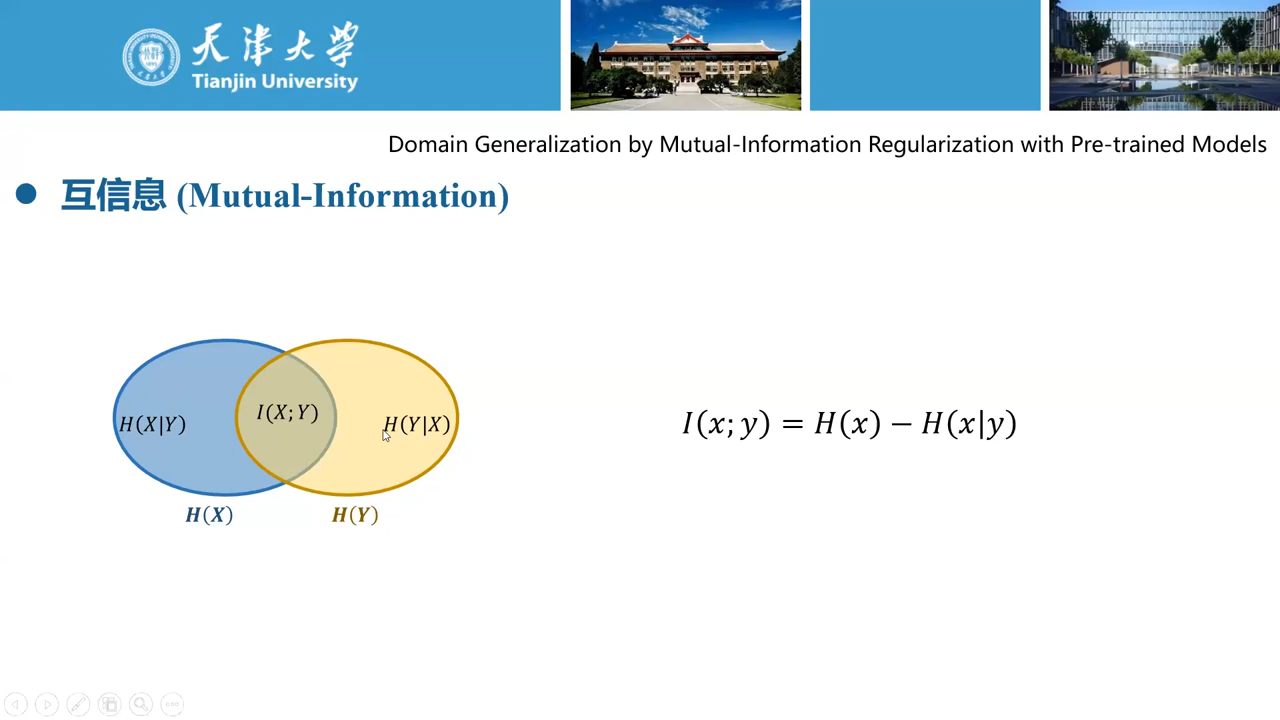 天津大学
Tianjin University
Domain Generalization by Mutual-Information Regularization with Pre-trained Models
互信息 (Mutual-Information)
H(X|Y)
I(X;Y)
H(Y|X)
H(X)
H(Y)
I(x;y) = H(x) − H(x|y)